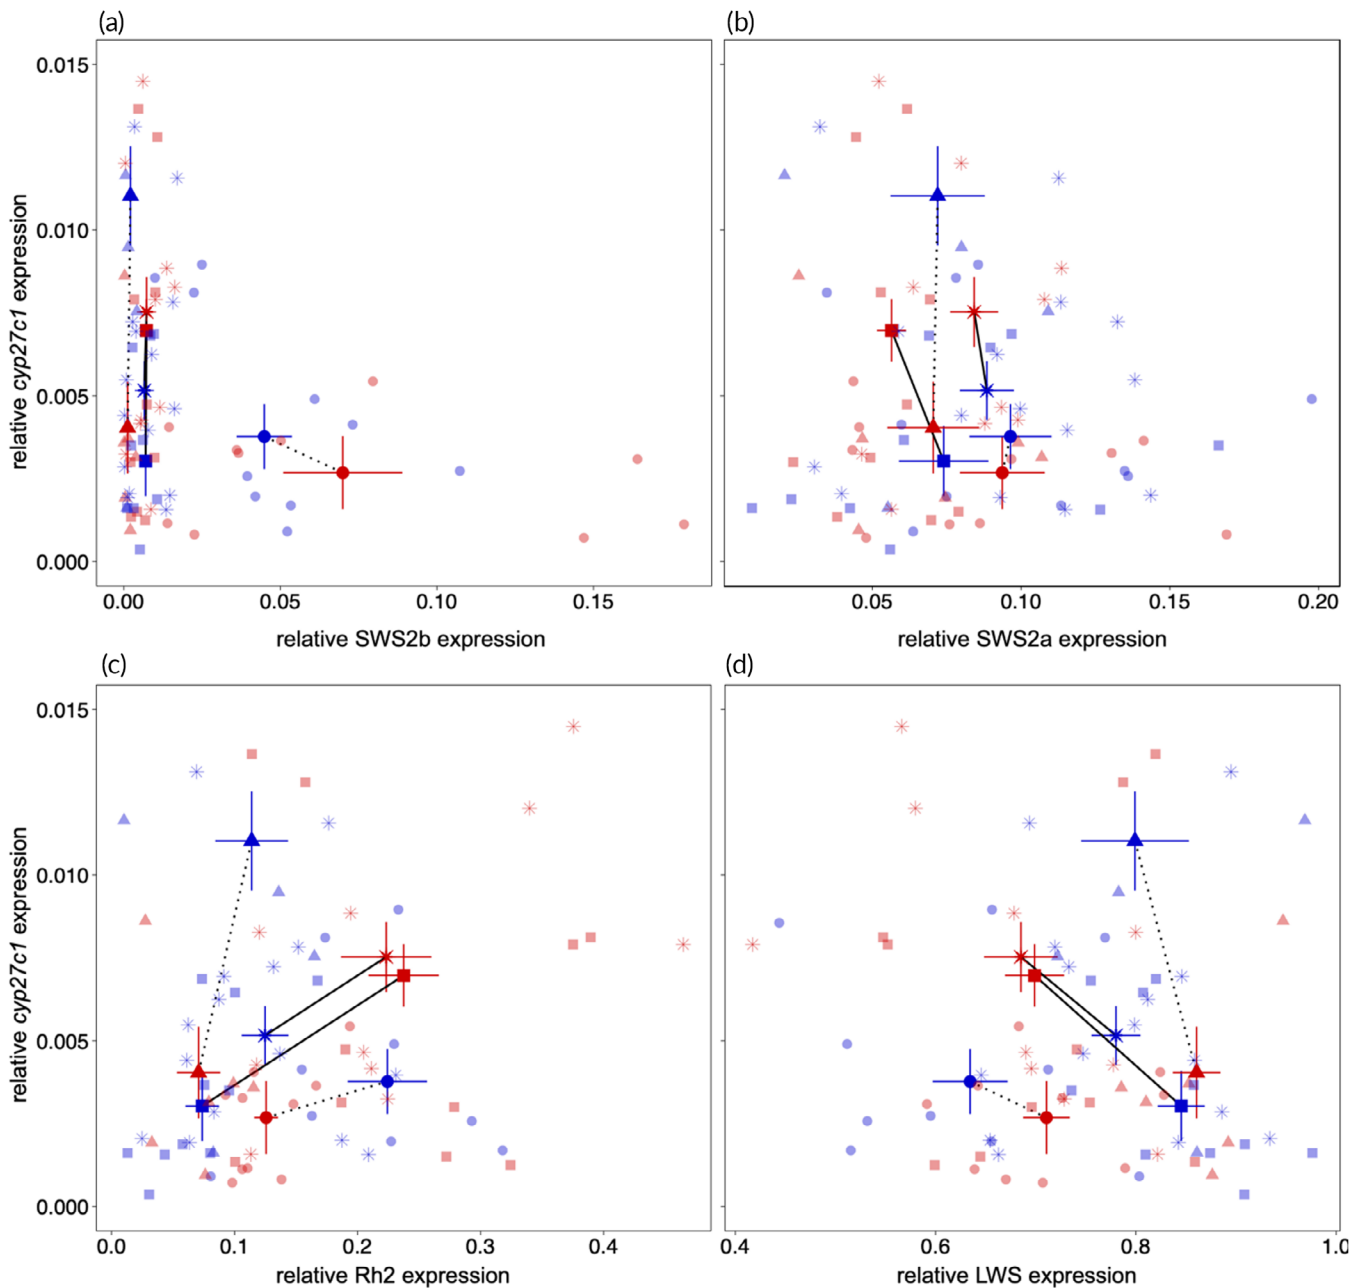 (a)
(b)
0.015
0.010
0.005
0.000
relative cyp27c1 expression
0.00
0.05
0.10
0.15
0.05
0.10
0.15
0.20
relative SWS2b expression
relative SWS2a expression
(c)
(d)
0.015
0.010
0.005
0.000
relative cyp27c1 expression
0.0
0.1
0.2
0.3
0.4
0.4
0.6
0.8
1.0
relative Rh2 expression
relative LWS expression